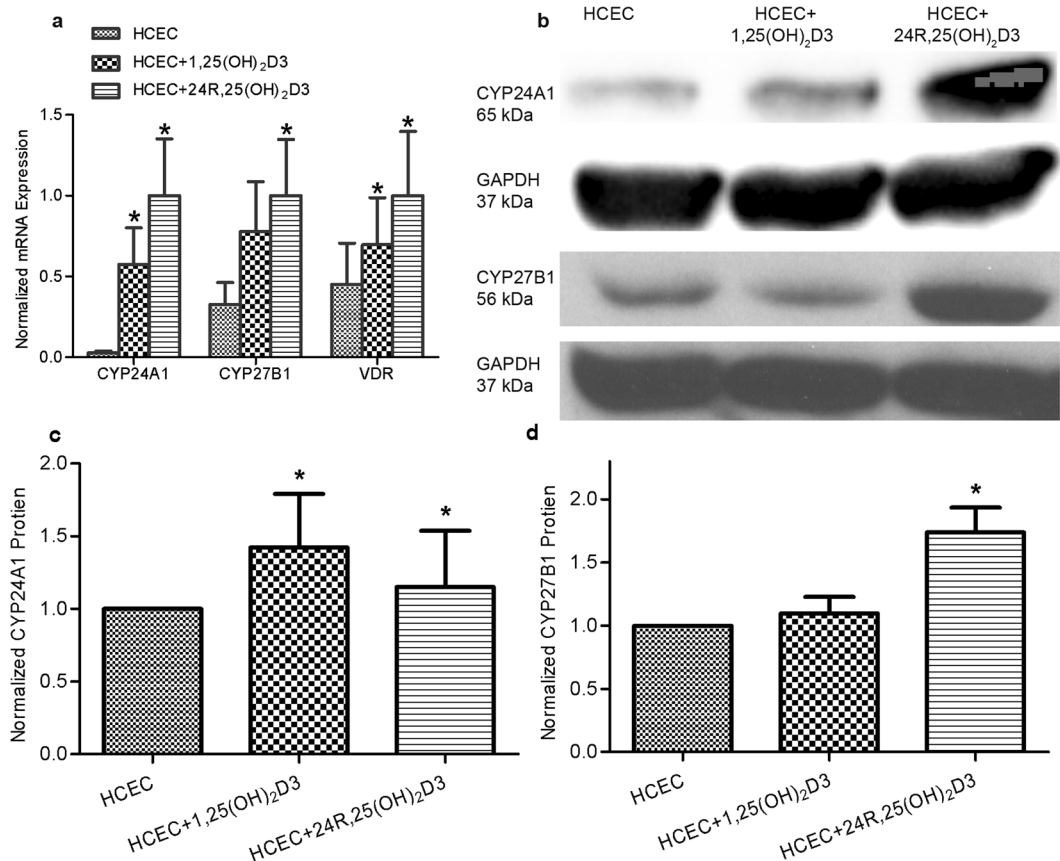 a
HCEC
HCEC+1,25(OH)₂D3
HCEC+24R,25(OH)₂D3
Normalized mRNA Expression
1.5
1.0
0.5
0.0
*
*
*
*
*
CYP24A1
CYP27B1
VDR
b
HCEC
HCEC+
1,25(OH)₂D3
HCEC+
24R,25(OH)₂D3
CYP24A1
65 kDa
GAPDH
37 kDa
CYP27B1
56 kDa
GAPDH
37 kDa
c
Normalized CYP24A1 Protien
2.0
1.5
1.0
0.5
0.0
*
*
HCEC
HCEC+1,25(OH)₂D3
HCEC+24R,25(OH)₂D3
d
Normalized CYP27B1 Protien
2.0
1.5
1.0
0.5
0.0
*
HCEC
HCEC+1,25(OH)₂D3
HCEC+24R,25(OH)₂D3